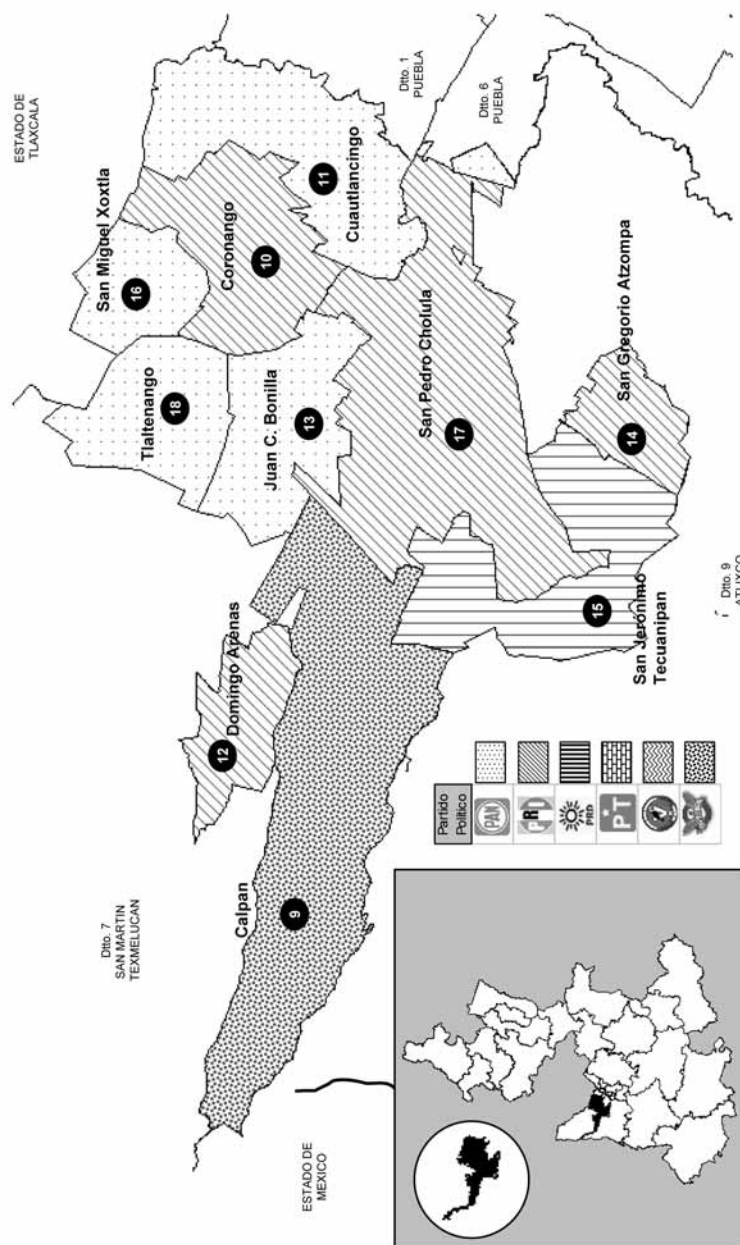 ESTADO DE
TLAXCALA
Dtto. 1
PUEBLA
Dtto. 6
PUEBLA
San Miguel Xoxtla
16
Coronango
10
11
Cuautlancingo
Tlaltenango
18
Juan C. Bonilla
13
San Pedro Cholula
17
San Gregorio Atzompa
14
Domingo Arenas
12
San Jerónimo
Tecuanipan
15
Dtto. 9
ATLIXCO
Calpan
9
Dtto. 7
SAN MARTIN
TEXMELUCAN
ESTADO DE
MEXICO
Partido
Político
PAN
PRI
PRD
PT